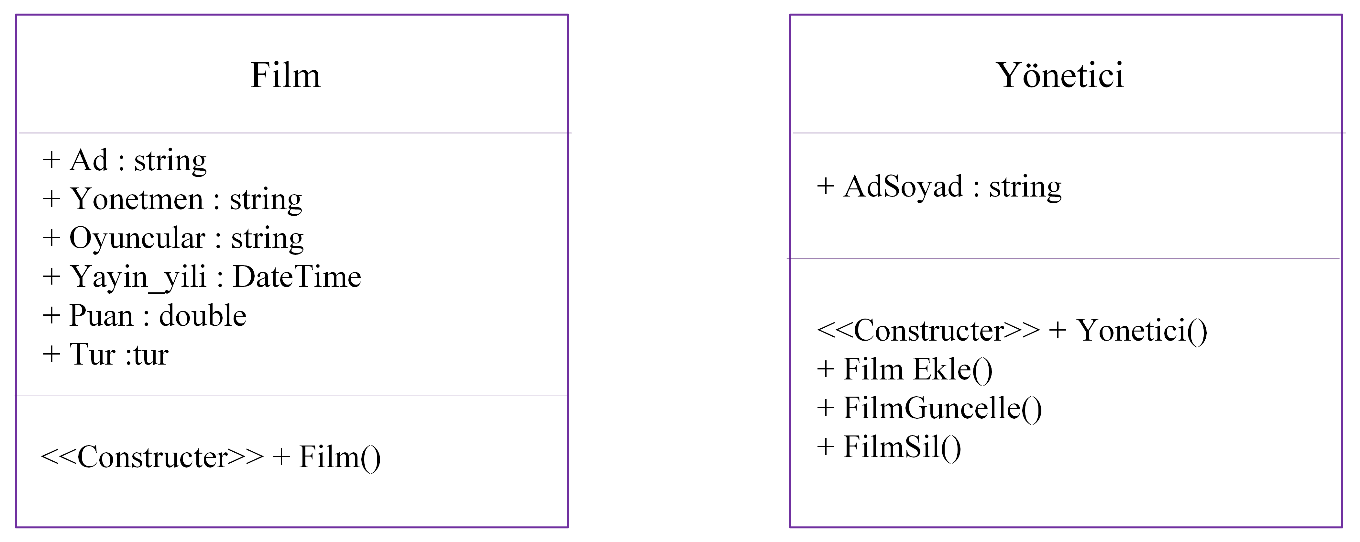 Film
+ Ad : string
+ Yonetmen : string
+ Oyuncular : string
+ Yayin_yili : DateTime
+ Puan : double
+ Tur :tur
<<Constructer>> + Film()
Yönetici
+ AdSoyad : string
<<Constructer>> + Yonetici()
+ Film Ekle()
+ FilmGuncelle()
+ FilmSil()